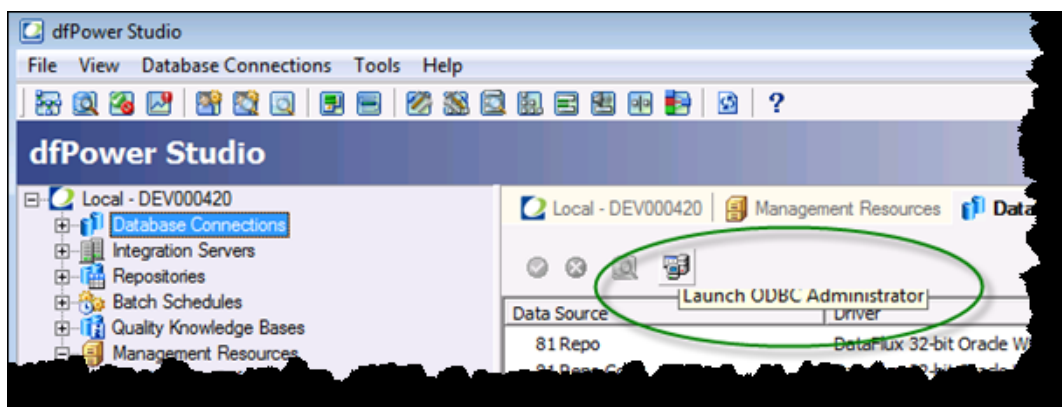 dfPower Studio
File View Database Connections Tools Help
?
dfPower Studio
Local - DEV000420
Database Connections
Integration Servers
Repositories
Batch Schedules
Quality Knowledge Bases
Management Resources
Local - DEV000420 Management Resources Data
Launch ODBC Administrator
Data Source Driver
81 Repo DataFlux 32-bit Oracle W